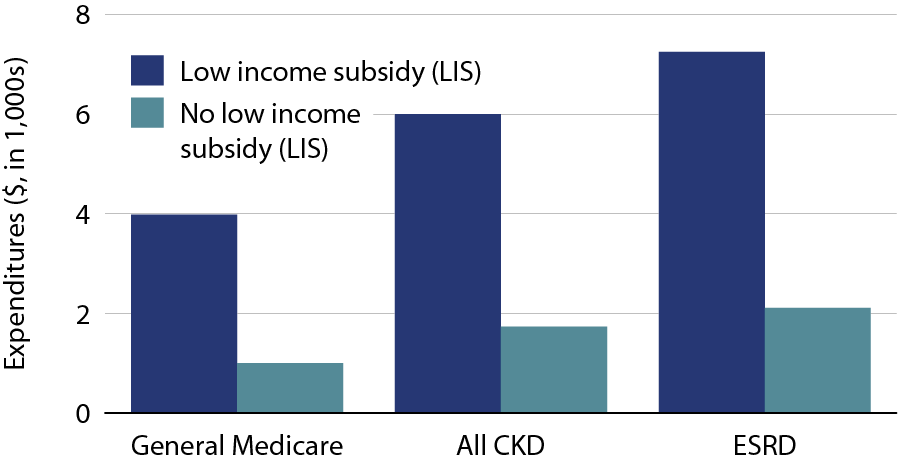 Expenditures ($, in 1,000s)
8
6
4
2
0
Low income subsidy (LIS)
No low income
subsidy (LIS)
General Medicare
All CKD
ESRD